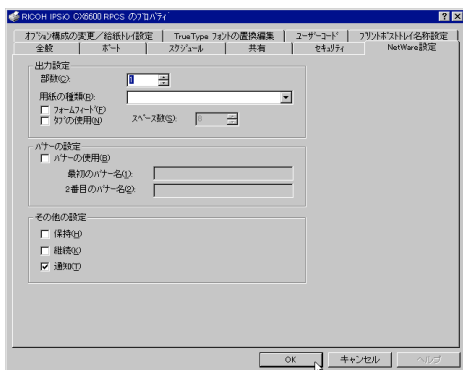 RICOH IPSiO CX6600 RPCS のプロパティ
オプション構成の変更/給紙トレイ設定 TrueType フォントの置換編集 ユーザーコード プリントポストトレイ名称設定
全般 ポート スケジュール 共有 セキュリティ NetWare設定
出力設定
部数(C): 1
用紙の種類(R):
フォームフィード(F)
タブの使用(N) スペース数(S): 8
バナーの設定
バナーの使用(B)
最初のバナー名(1):
2番目のバナー名(2):
その他の設定
保持(H)
継続(K)
通知(T)
OK キャンセル ヘルプ